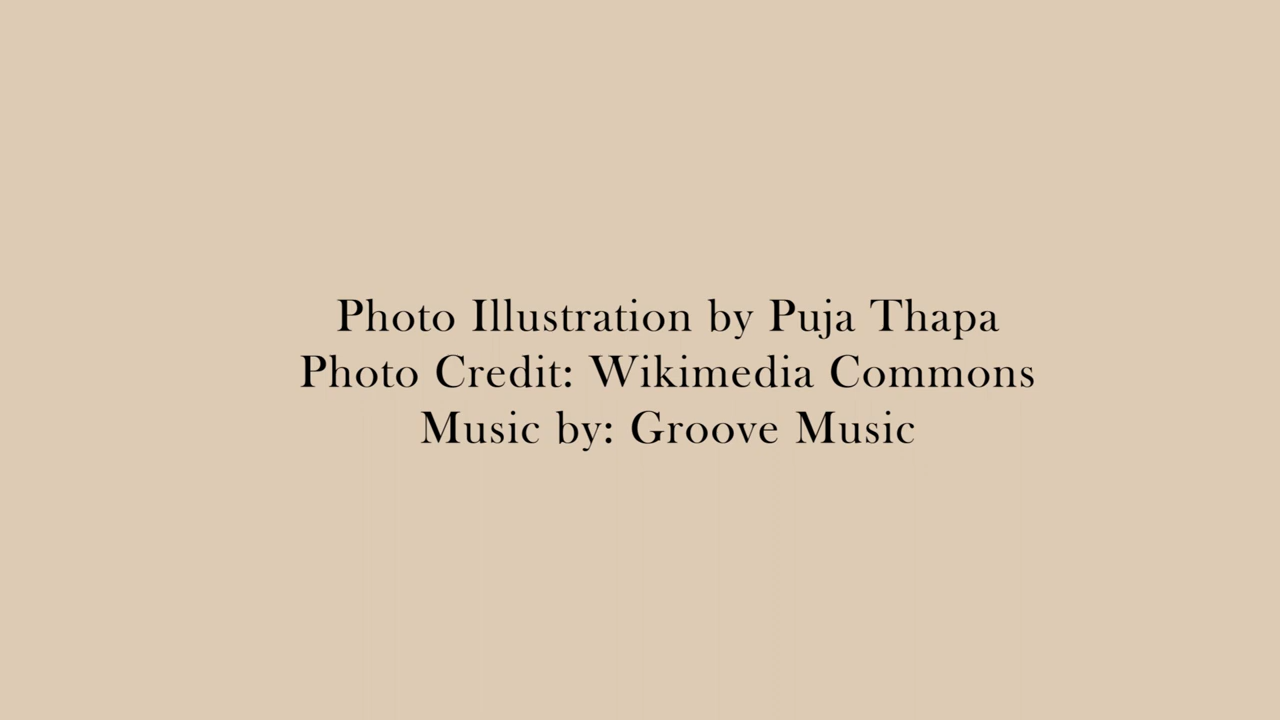 Photo Illustration by Puja Thapa
Photo Credit: Wikimedia Commons
Music by: Groove Music